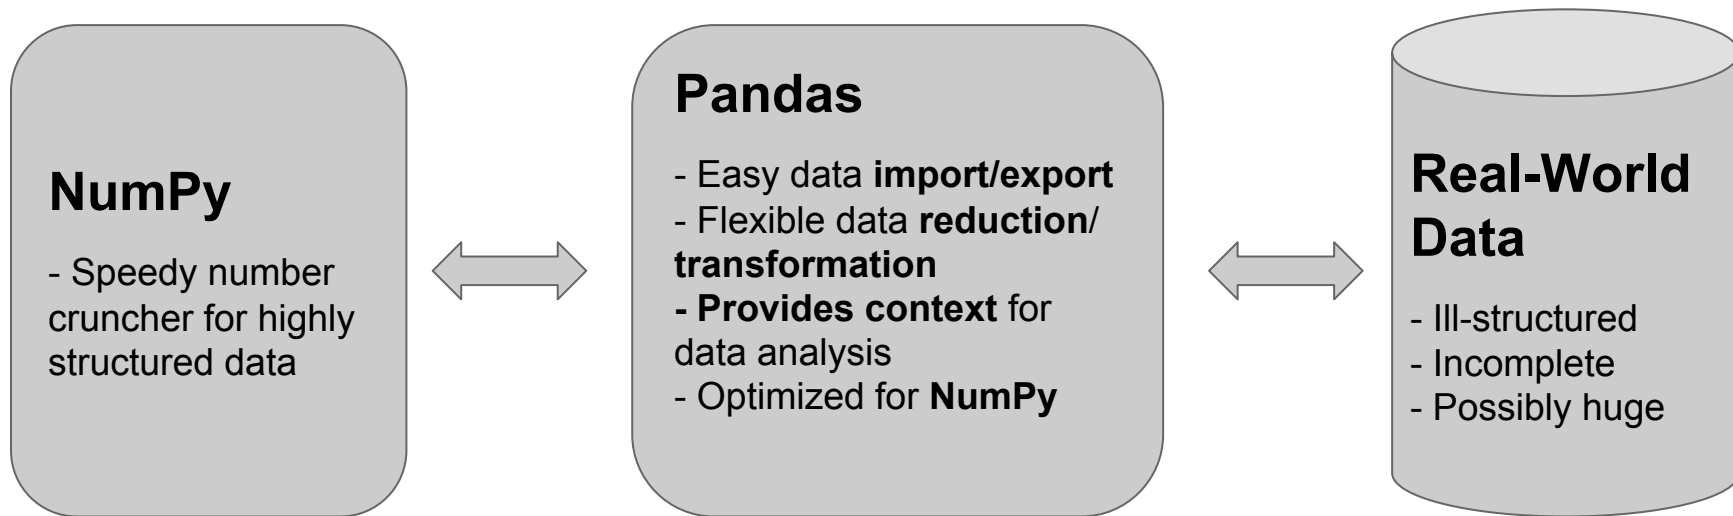 NumPy
- Speedy number
cruncher for highly
structured data
Pandas
- Easy data import/export
- Flexible data reduction/
transformation
- Provides context for
data analysis
- Optimized for NumPy
Real-World
Data
- Ill-structured
- Incomplete
- Possibly huge